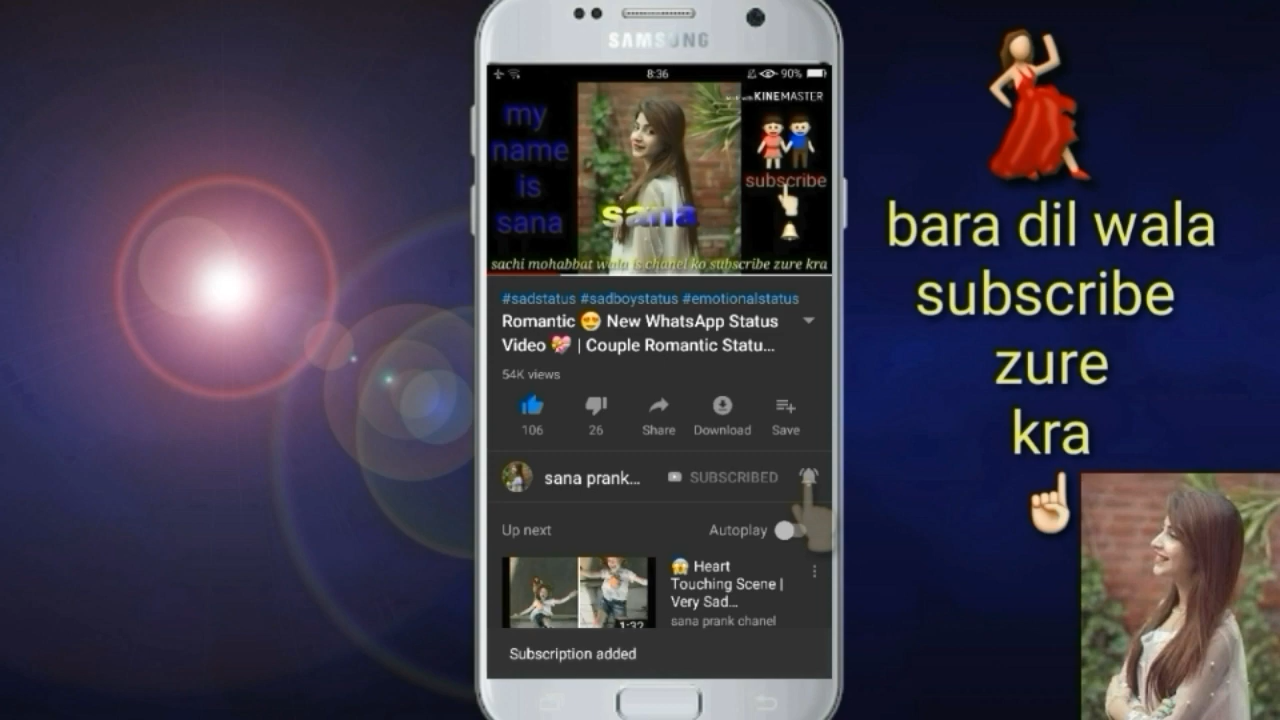 SAMSUNG
8:36
90%
KINEMASTER
my
name
is
sana
sana
subscribe
sachi mohabbat wala is chanel ko subscribe zure kra
#sadstatus #sadboystatus #emotionalstatus
Romantic 😍 New WhatsApp Status
Video 💝 | Couple Romantic Statu...
54K views
106
26
Share
Download
Save
sana prank...
SUBSCRIBED
Up next
Autoplay
😱 Heart
Touching Scene |
Very Sad...
sana prank chanel
1:32
Subscription added
bara dil wala
subscribe
zure
kra